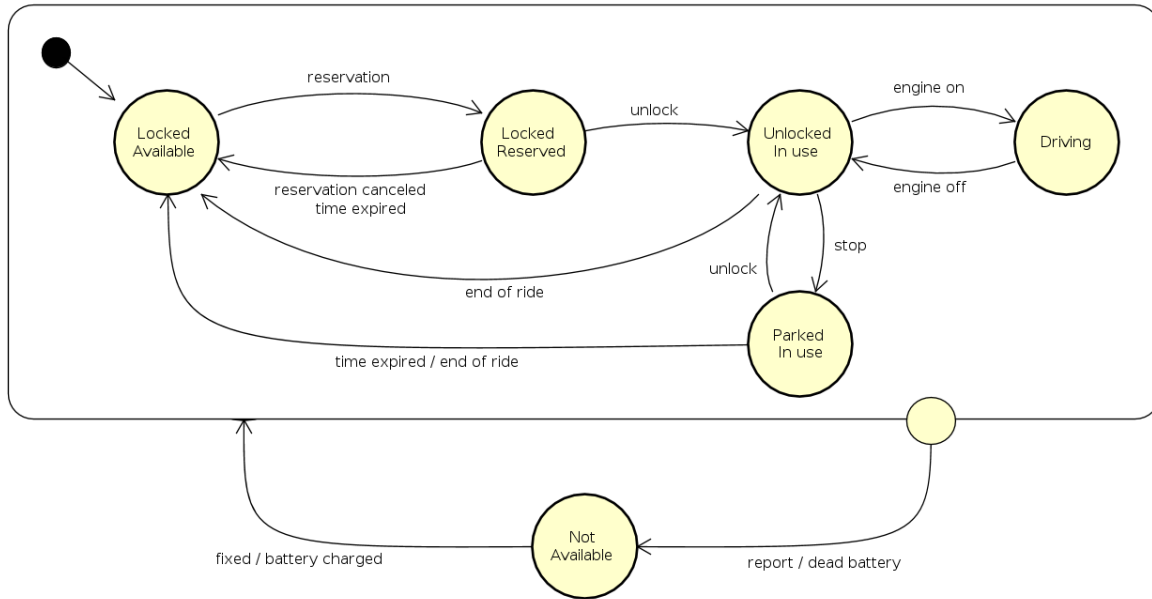 reservation
engine on
unlock
Locked
Available
Locked
Reserved
Unlocked
In use
Driving
reservation canceled
time expired
engine off
stop
unlock
end of ride
Parked
In use
time expired / end of ride
Not
Available
fixed / battery charged
report / dead battery